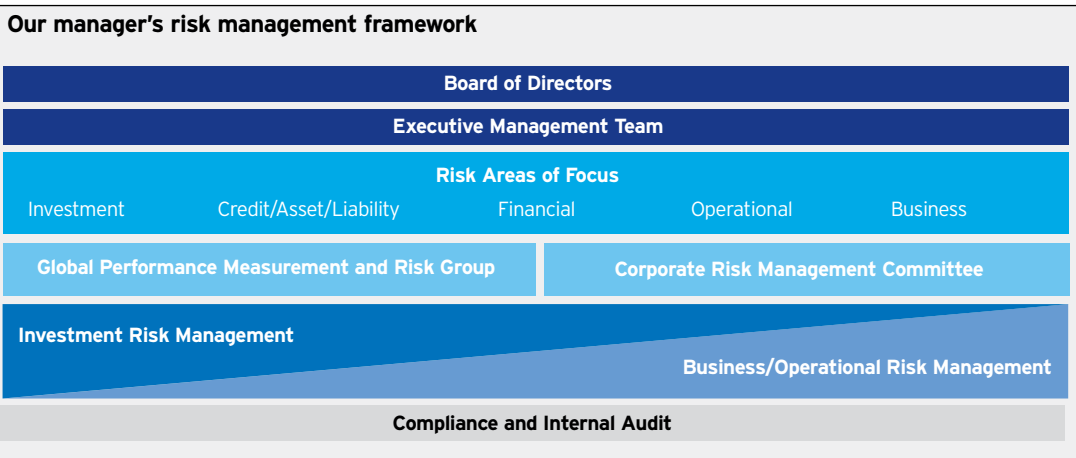 Our manager's risk management framework
Board of Directors
Executive Management Team
Risk Areas of Focus
Investment Credit/Asset/Liability Financial Operational Business
Global Performance Measurement and Risk Group Corporate Risk Management Committee
Investment Risk Management
Business/Operational Risk Management
Compliance and Internal Audit